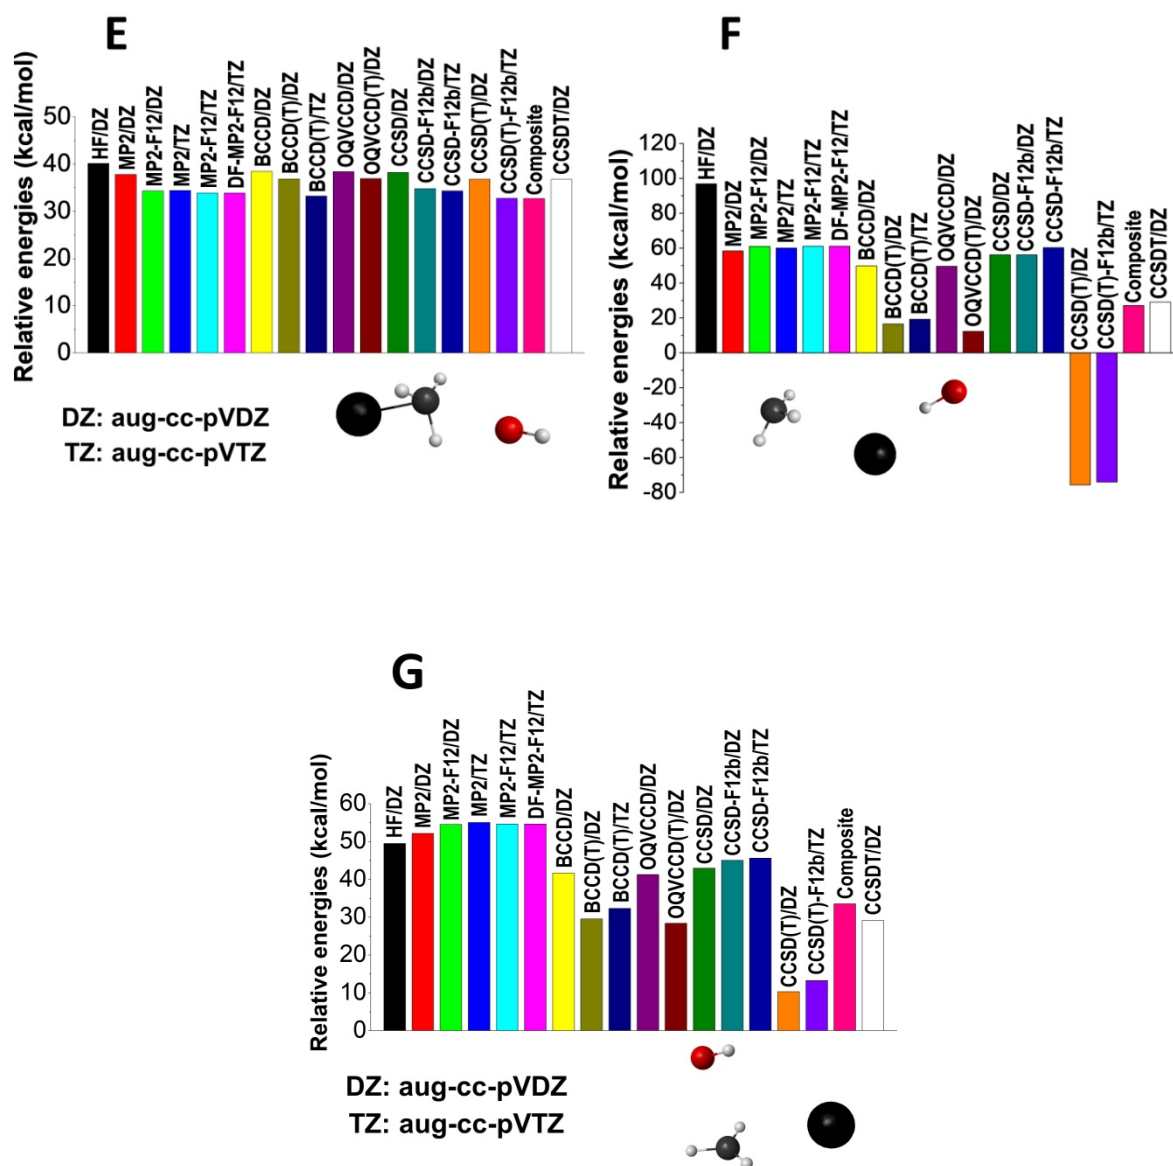 E
Relative energies (kcal/mol)
50
40
30
20
10
0
HF/DZ
MP2/DZ
MP2-F12/DZ
MP2/TZ
MP2-F12/TZ
DF-MP2-F12/TZ
BCCD/DZ
BCCD(T)/DZ
BCCD(T)/TZ
OQVCCD/DZ
OQVCCD(T)/DZ
CCSD/DZ
CCSD-F12b/DZ
CCSD-F12b/TZ
CCSD(T)/DZ
CCSD(T)-F12b/TZ
Composite
CCSDT/DZ
DZ: aug-cc-pVDZ
TZ: aug-cc-pVTZ
F
Relative energies (kcal/mol)
120
100
80
60
40
20
0
-20
-40
-60
-80
HF/DZ
MP2/DZ
MP2-F12/DZ
MP2/TZ
MP2-F12/TZ
DF-MP2-F12/TZ
BCCD/DZ
BCCD(T)/DZ
BCCD(T)/TZ
OQVCCD/DZ
OQVCCD(T)/DZ
CCSD/DZ
CCSD-F12b/DZ
CCSD-F12b/TZ
CCSD(T)/DZ
CCSD(T)-F12b/TZ
Composite
CCSDT/DZ
G
Relative energies (kcal/mol)
60
50
40
30
20
10
0
HF/DZ
MP2/DZ
MP2-F12/DZ
MP2/TZ
MP2-F12/TZ
DF-MP2-F12/TZ
BCCD/DZ
BCCD(T)/DZ
BCCD(T)/TZ
OQVCCD/DZ
OQVCCD(T)/DZ
CCSD/DZ
CCSD-F12b/DZ
CCSD-F12b/TZ
CCSD(T)/DZ
CCSD(T)-F12b/TZ
Composite
CCSDT/DZ
DZ: aug-cc-pVDZ
TZ: aug-cc-pVTZ